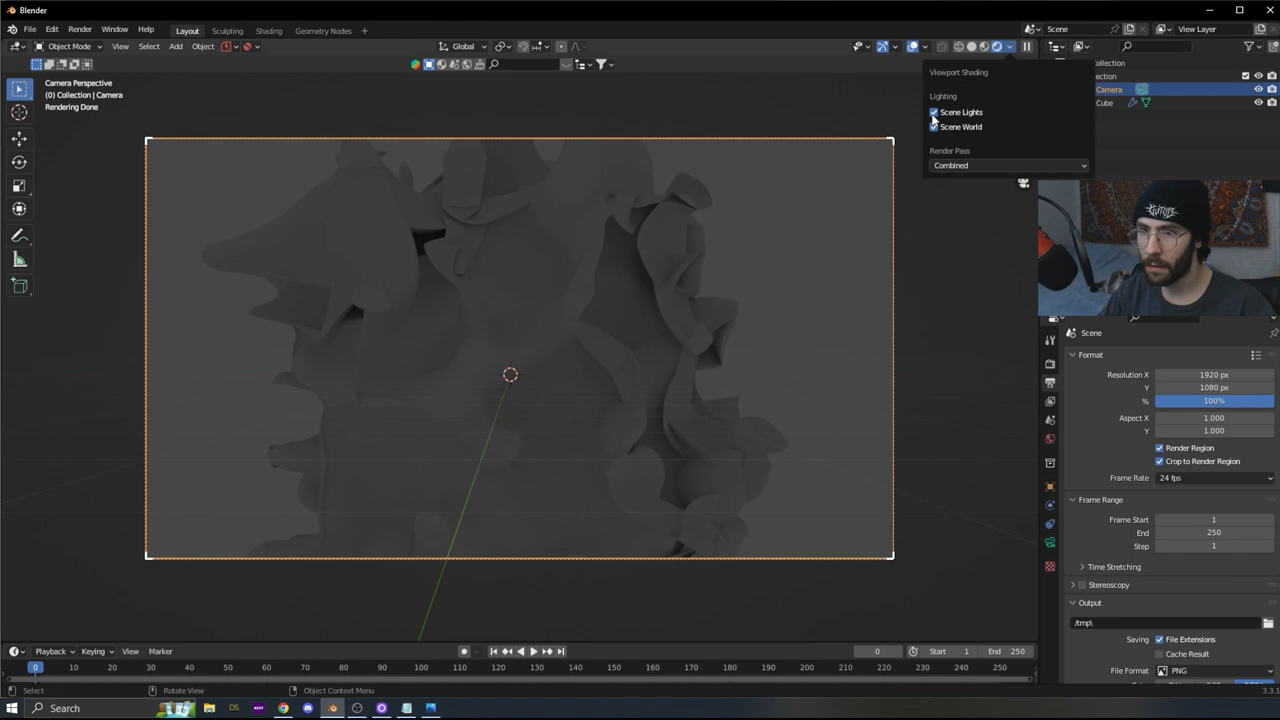 Blender
File Edit Render Window Help Layout Sculpting Shading Geometry Nodes + Scene View Layer
Object Mode View Select Add Object Global
Camera Perspective
(0) Collection | Camera
Rendering Done
Viewport Shading
Lighting
Scene Lights
Scene World
Render Pass
Combined
Collection
ection
Camera
Cube
Scene
Format
Resolution X 1920 px
Y 1080 px
% 100%
Aspect X 1.000
Y 1.000
Render Region
Crop to Render Region
Frame Rate 24 fps
Frame Range
Frame Start 1
End 250
Step 1
Time Stretching
Stereoscopy
Output
/tmp\
Saving File Extensions
Cache Result
File Format PNG
Playback Keying View Marker 0 Start 1 End 250
0 10 20 30 40 50 60 70 80 90 100 110 120 130 140 150 160 170 180 190 200 210 220 230 240 250
Select Rotate View Object Context Menu 3.3.1
Search DS